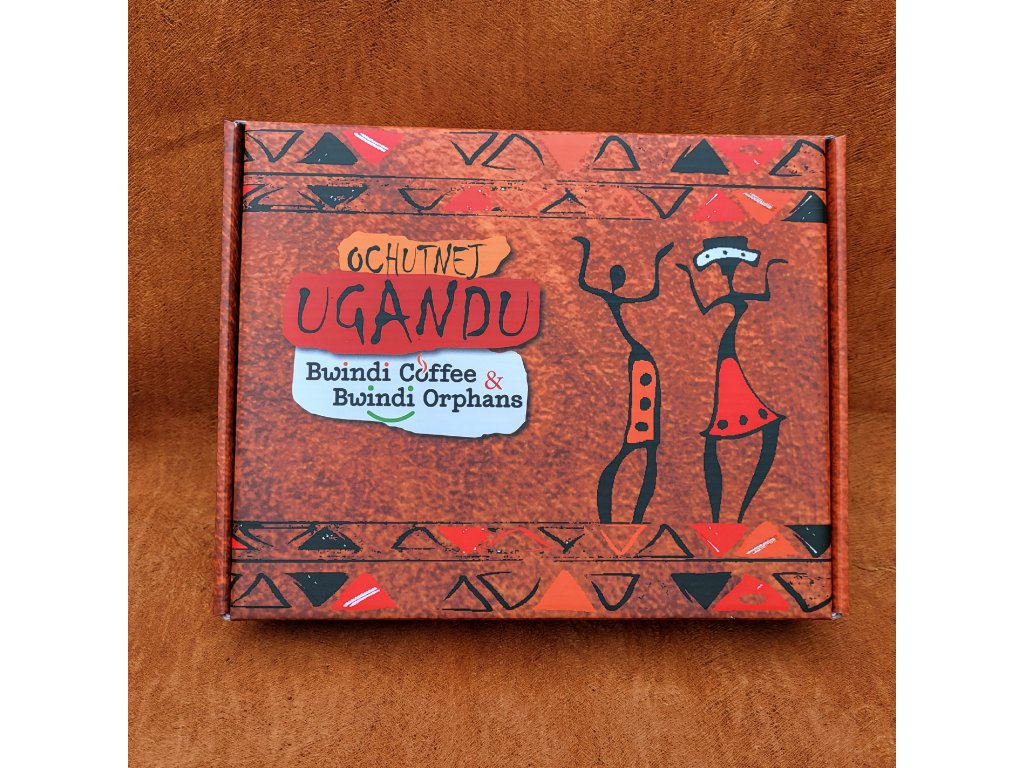 OCHUTNEJ
UGANDU
Bwindi Coffee &
Bwindi Orphans